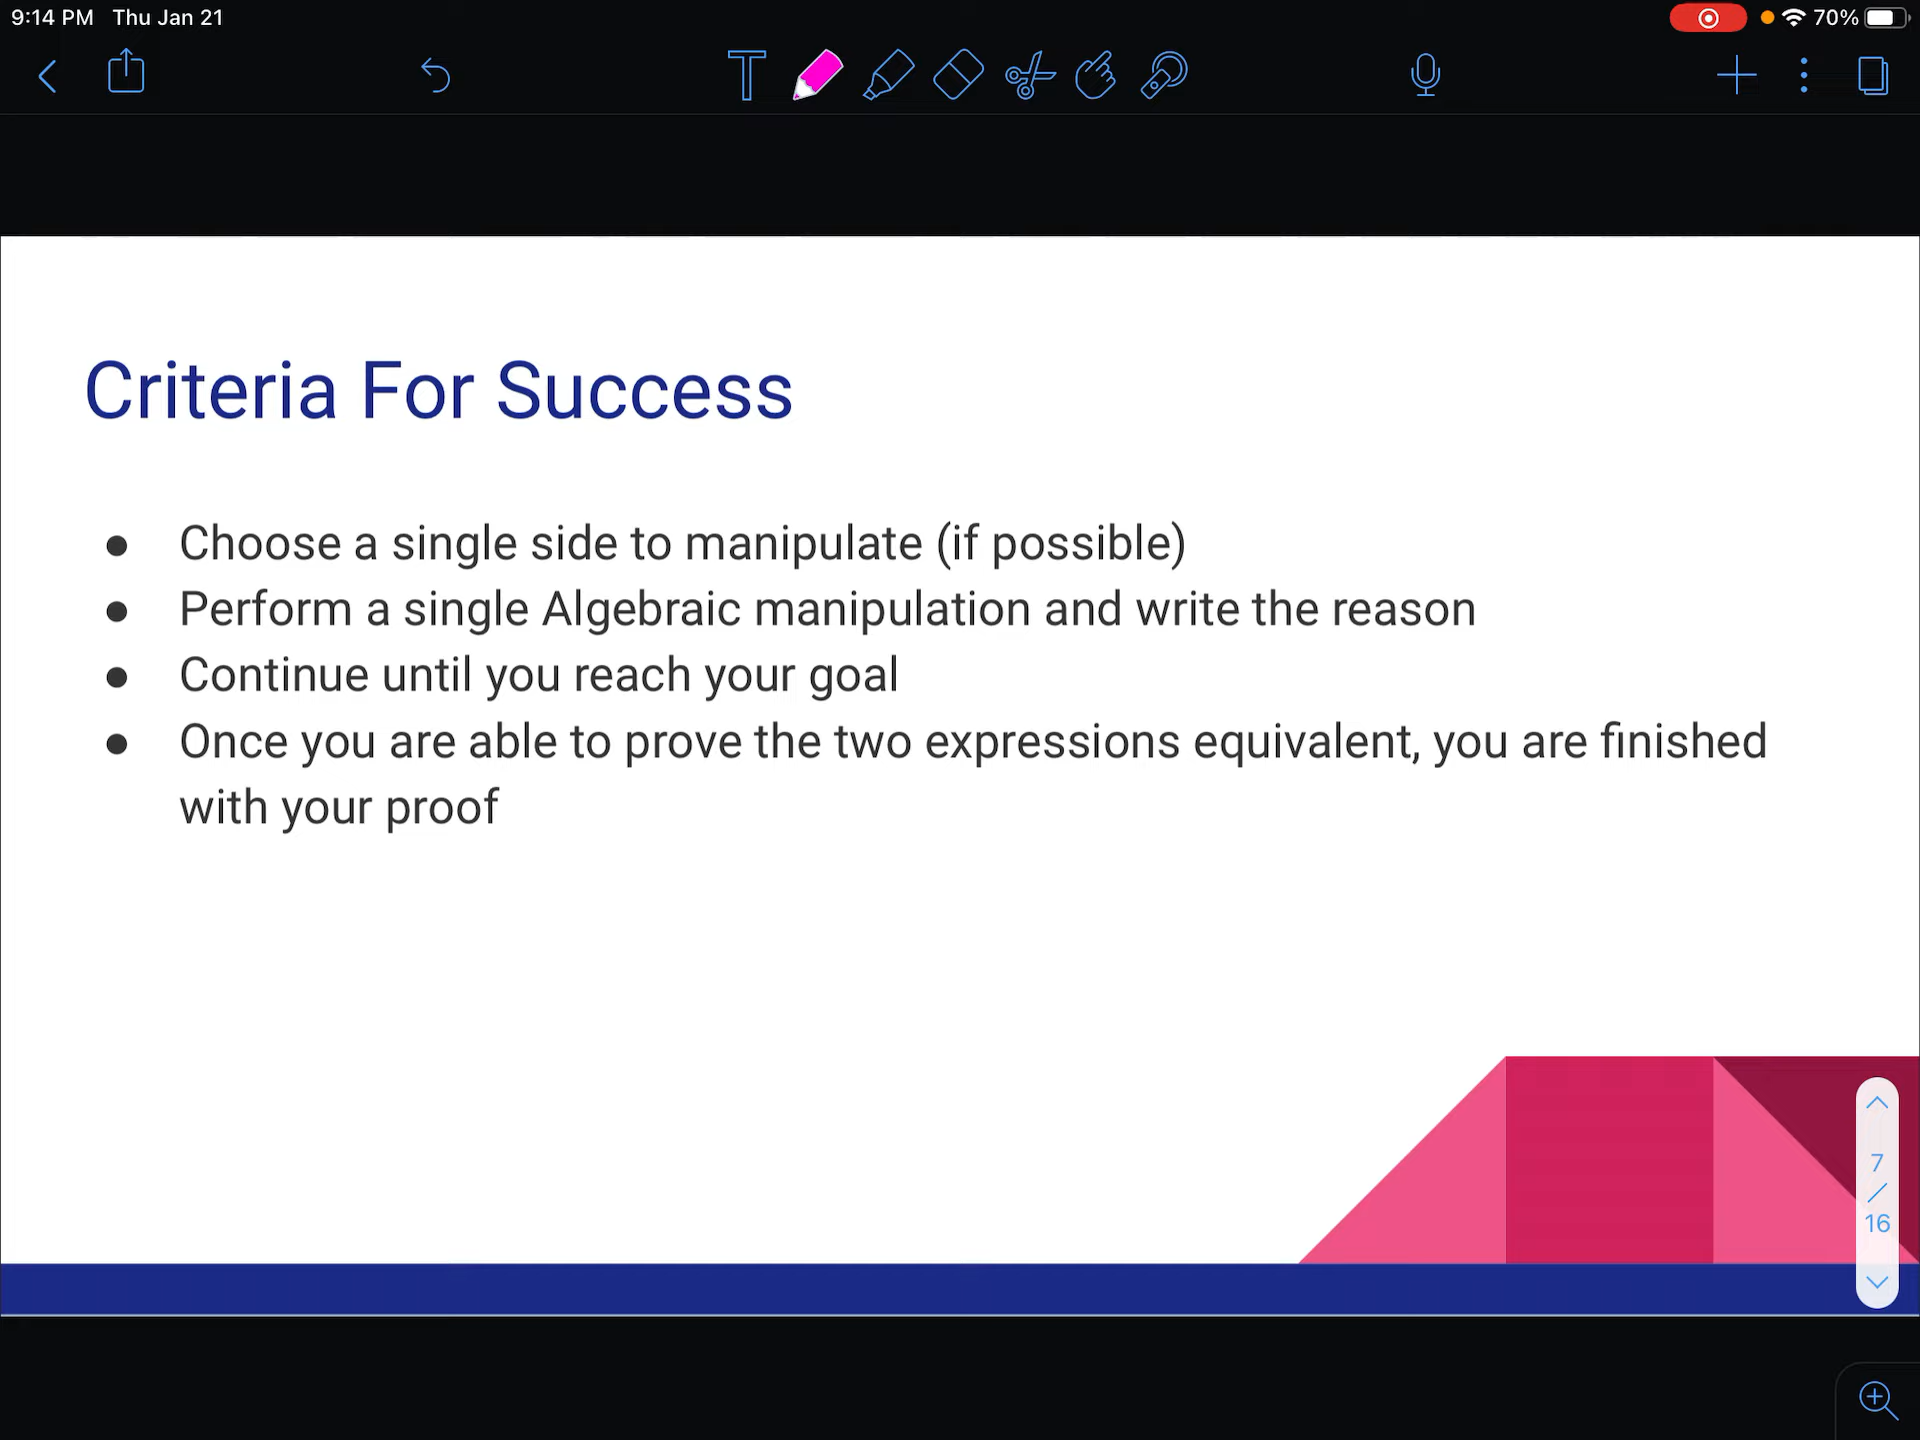 9:14 PM Thu Jan 21
70%
Criteria For Success
● Choose a single side to manipulate (if possible)
● Perform a single Algebraic manipulation and write the reason
● Continue until you reach your goal
● Once you are able to prove the two expressions equivalent, you are finished
with your proof
7
/
16